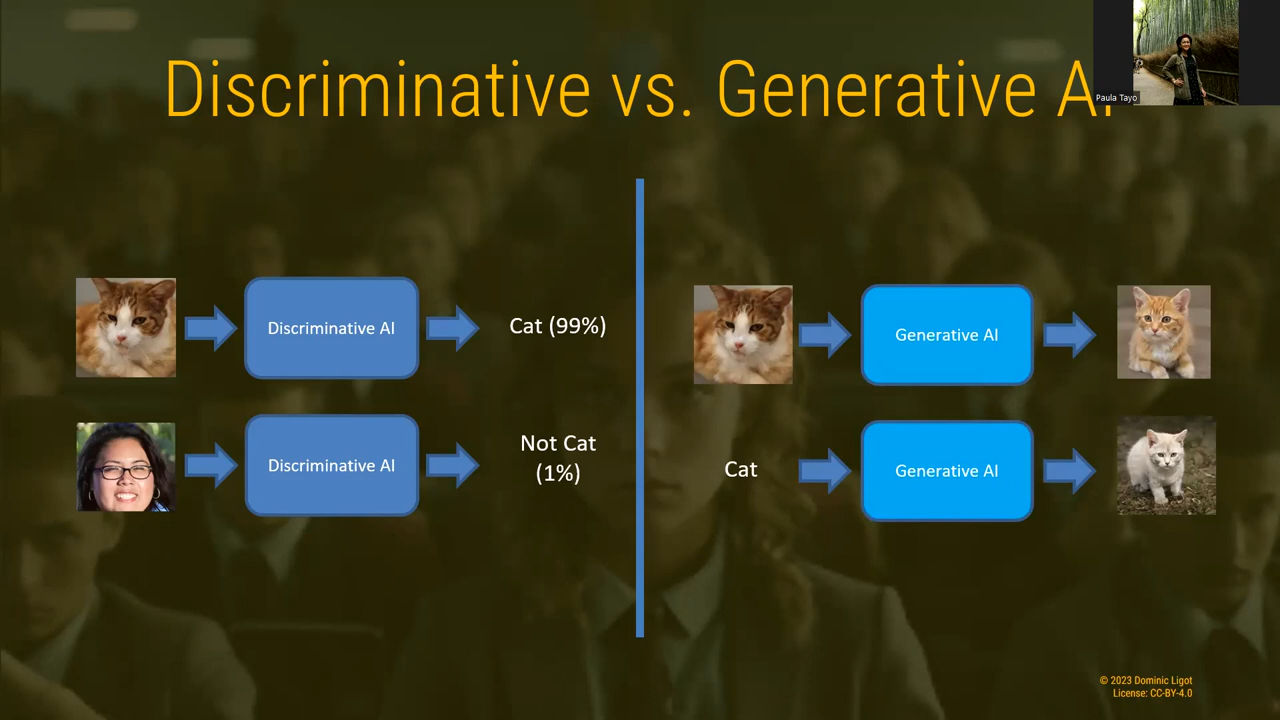 Discriminative vs. Generative AI
Paula Tayo
Discriminative AI
Cat (99%)
Discriminative AI
Not Cat
(1%)
Generative AI
Cat
Generative AI
© 2023 Dominic Ligot
License: CC-BY-4.0